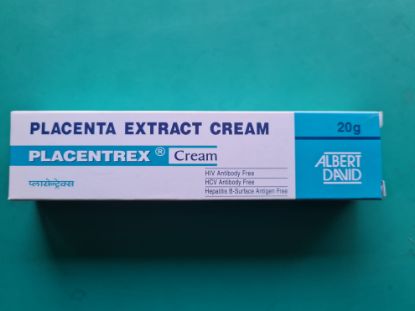 PLACENTA EXTRACT CREAM
20g
PLACENTREX ® Cream
ALBERT
DAVID
प्लासेन्ट्रेक्स
HIV Antibody Free
HCV Antibody Free
Hepatitis B-Surface Antigen Free